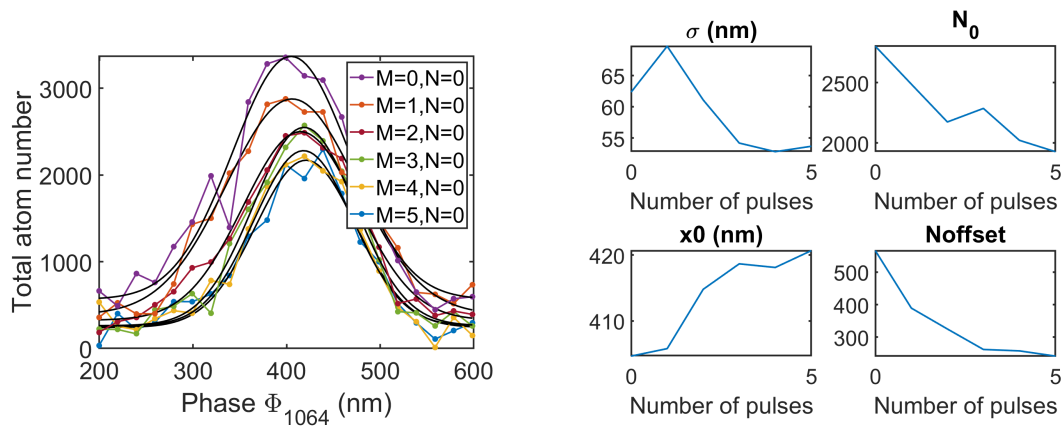 3000
2000
1000
0
200
300
400
500
600
Total atom number
Phase Φ1064 (nm)
M=0,N=0
M=1,N=0
M=2,N=0
M=3,N=0
M=4,N=0
M=5,N=0
σ (nm)
65
60
55
0
5
Number of pulses
N0
2500
2000
0
5
Number of pulses
x0 (nm)
420
410
0
5
Number of pulses
Noffset
500
400
300
0
5
Number of pulses